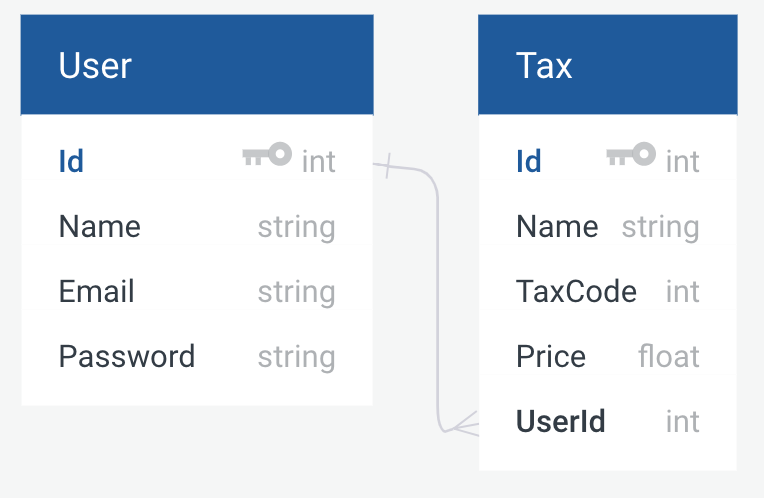 User
Id int
Name string
Email string
Password string
Tax
Id int
Name string
TaxCode int
Price float
UserId int